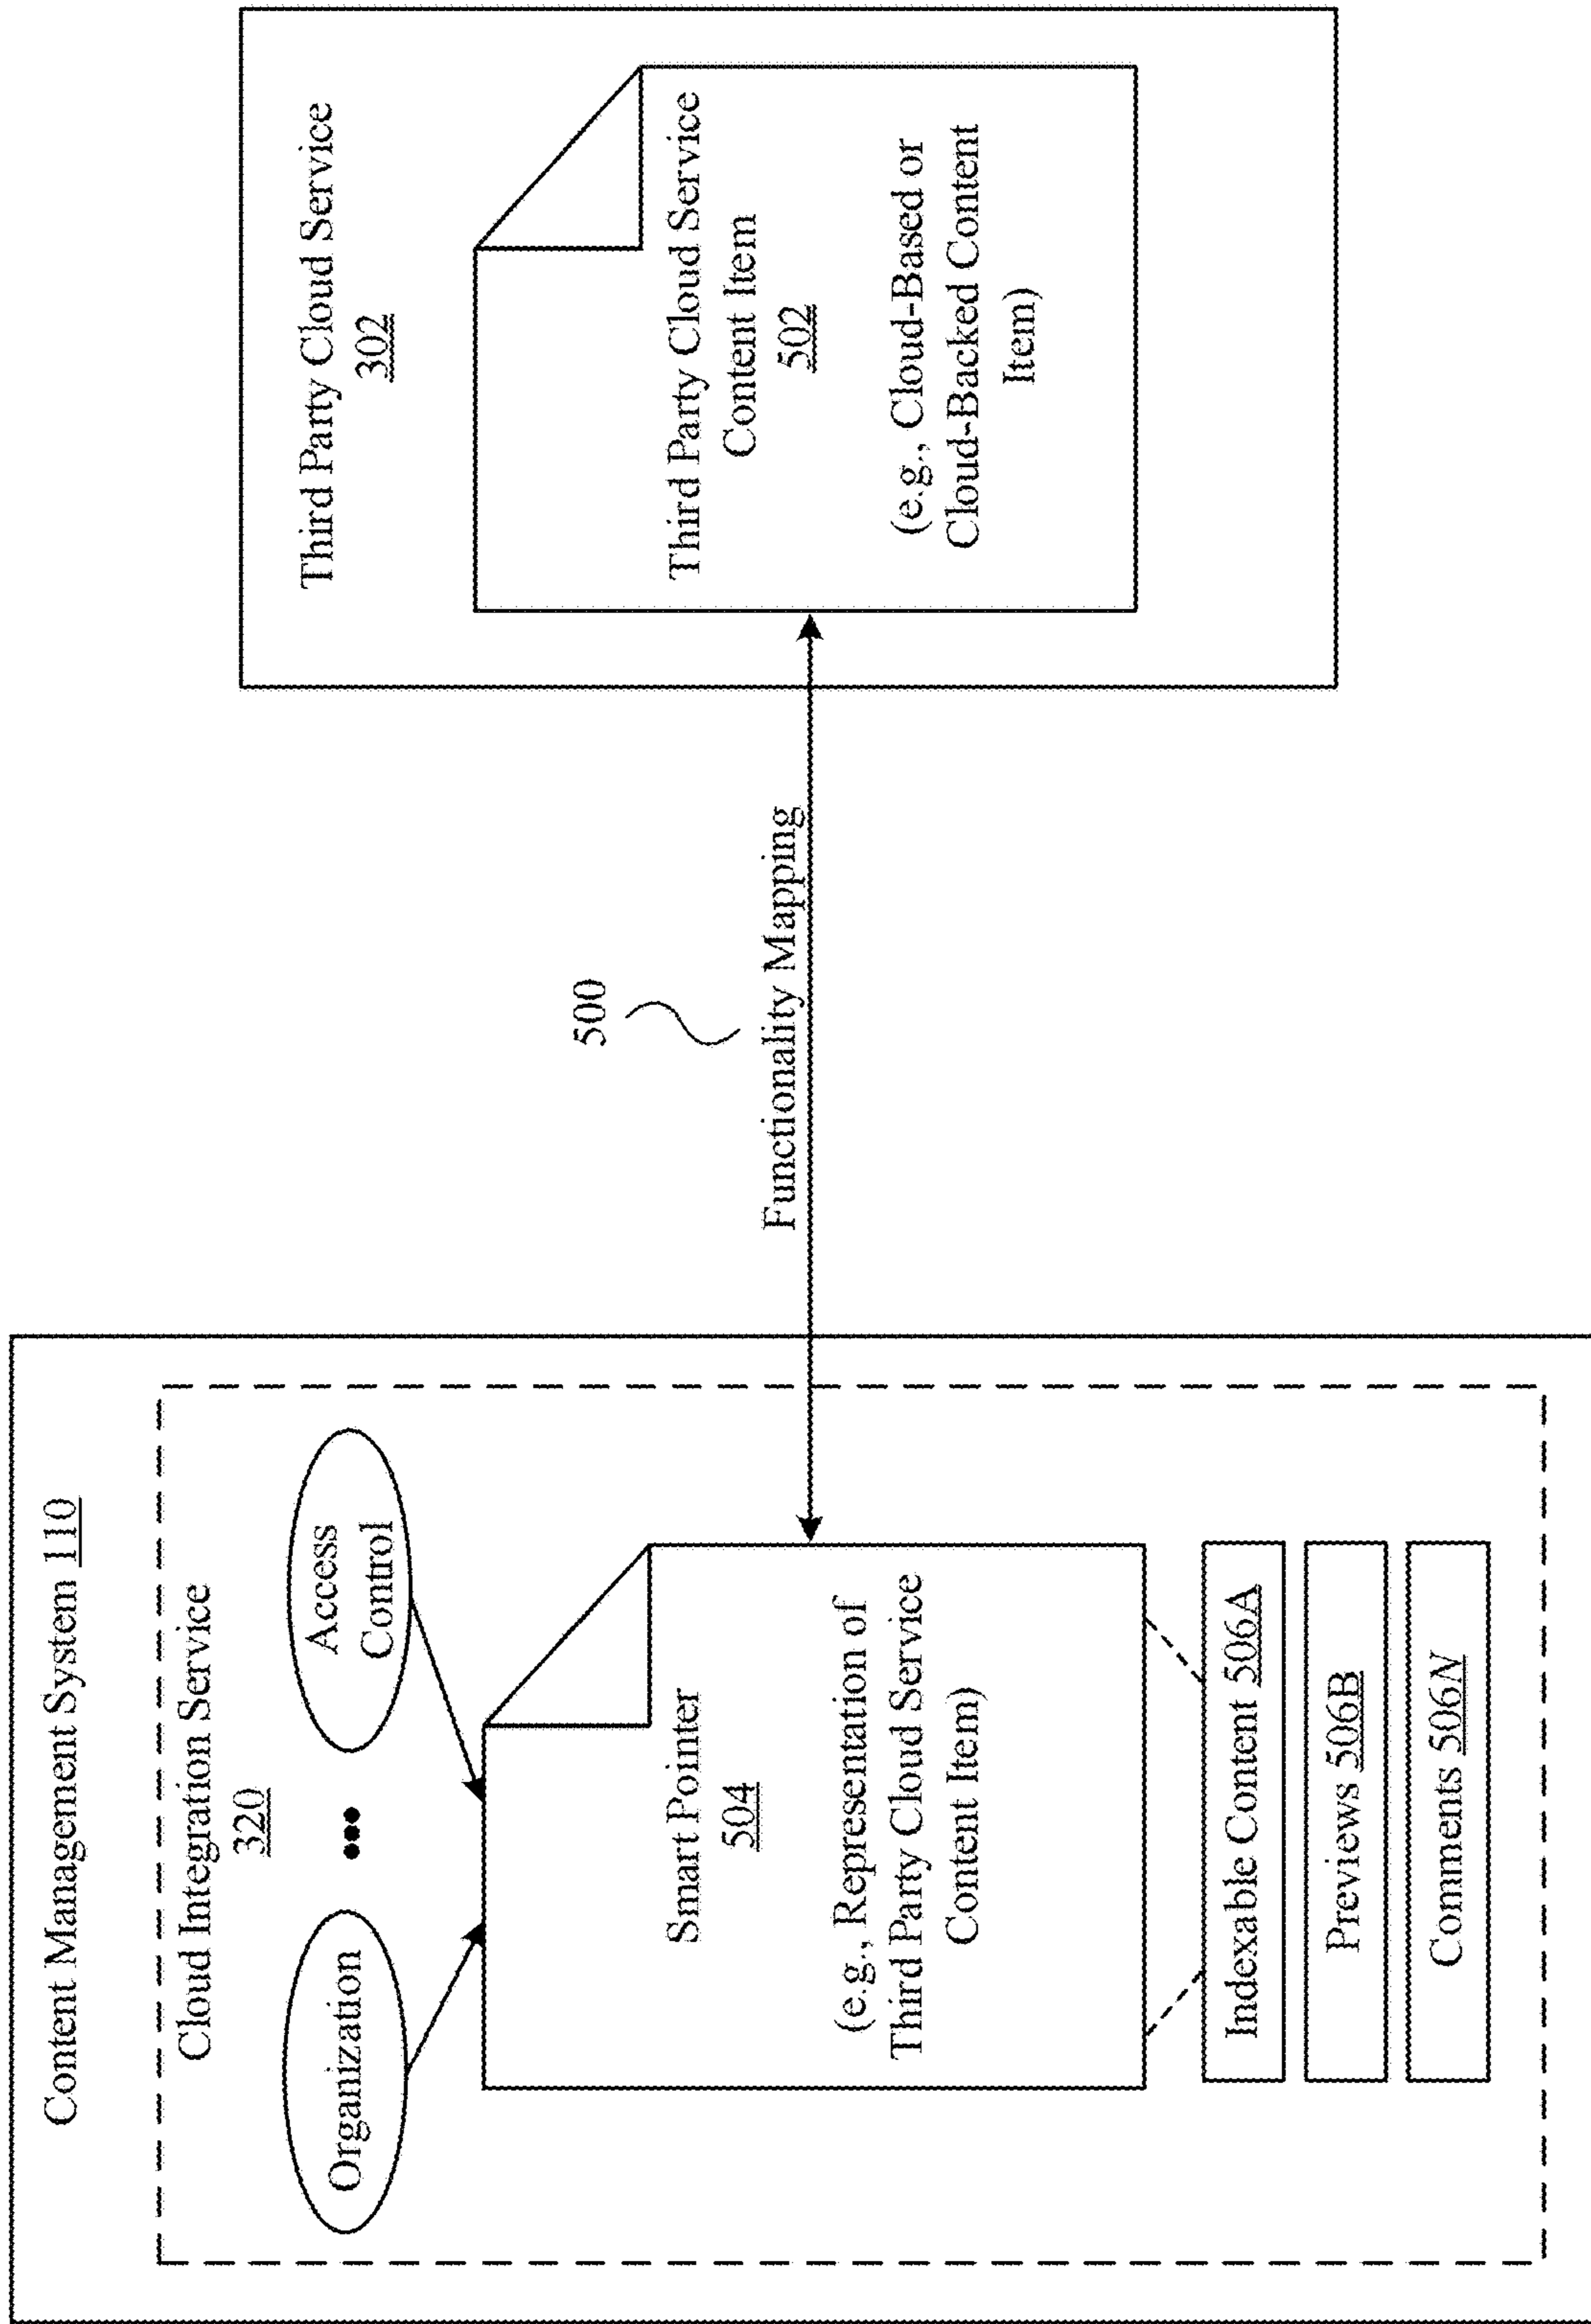 Content Management System 110
Cloud Integration Service
320
Organization
Access
Control
Smart Pointer
504
(e.g., Representation of
Third Party Cloud Service
Content Item)
Indexable Content 506A
Previews 506B
Comments 506N
500
Functionality Mapping
Third Party Cloud Service
302
Third Party Cloud Service
Content Item
502
(e.g., Cloud-Based or
Cloud-Backed Content
Item)